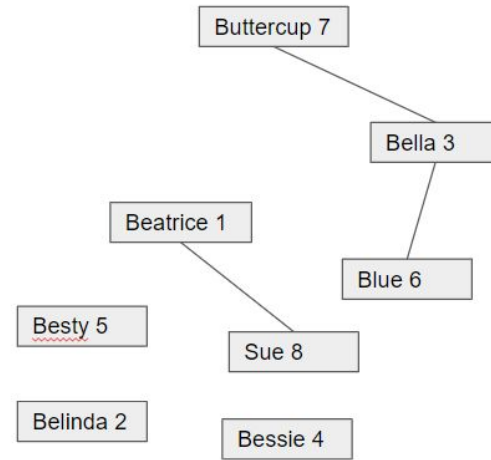 Buttercup 7
Bella 3
Beatrice 1
Blue 6
Besty 5
Sue 8
Belinda 2
Bessie 4